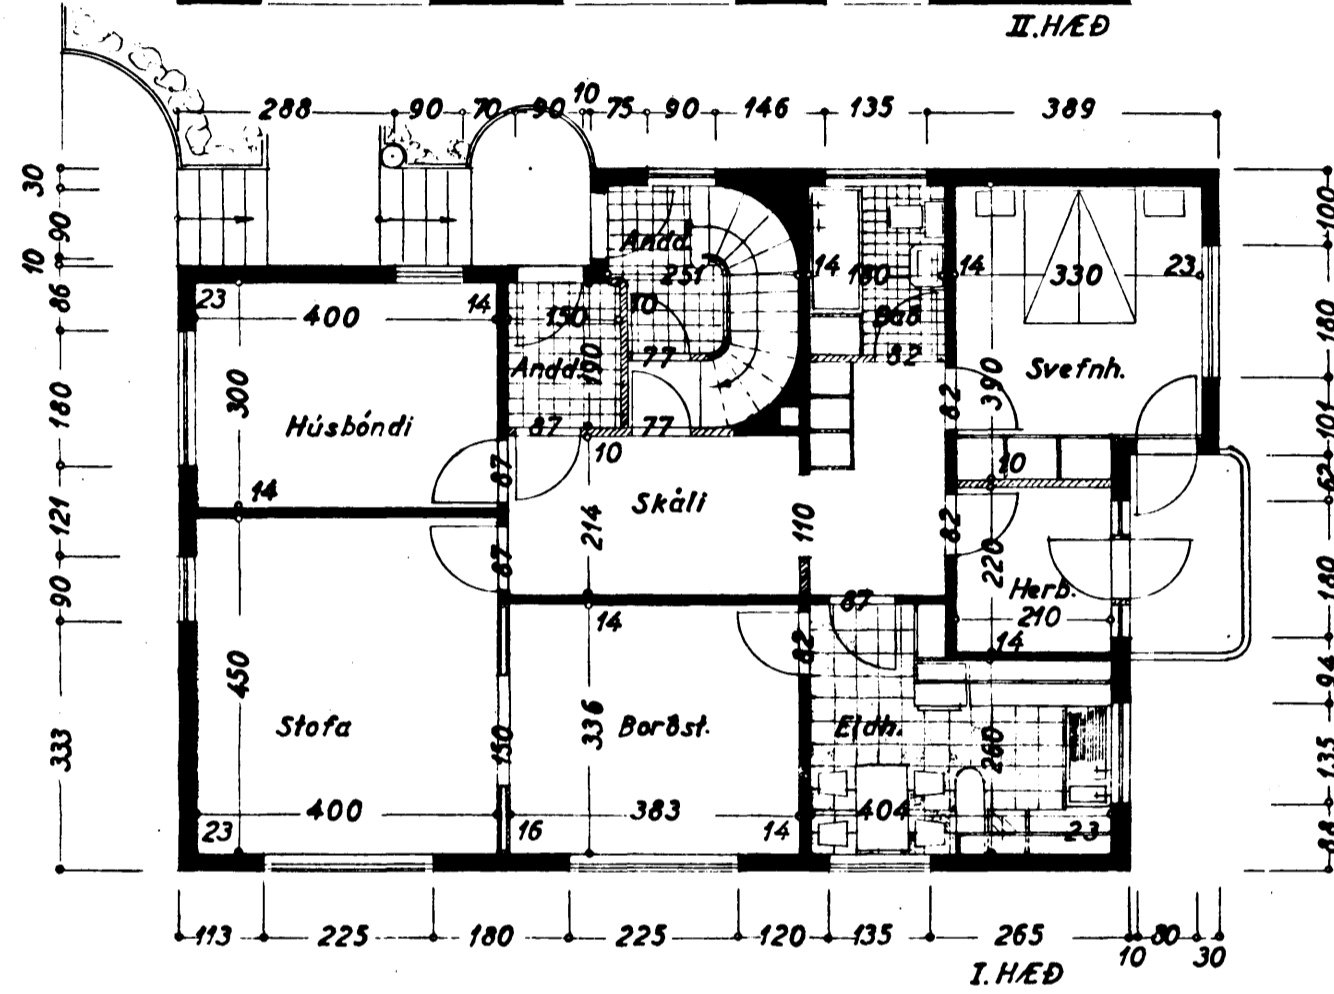 II. HÆÐ
288 90 70 90 10 75 90 146 135 389
30 90 10 86 180 121 90 333
100 180 101 62 180 94 135 88
Andd.
251
14
180
14
330
23
23
400
14
150
10
Bað
77
82
Andd.
190
390
Svefnh.
300
Húsbóndi
87
77
82
14
87
10
10
Skáli
214
110
82
220
87
87
Herb.
210
14
14
82
450
Stofa
150
336
Borðst.
Eldh.
260
400
383
404
23
16
14
23
113 225 180 225 120 135 265 10 80 30
I. HÆÐ